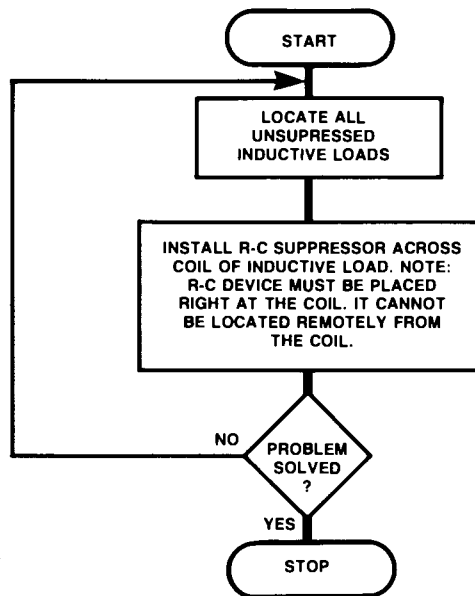 START
LOCATE ALL
UNSUPRESSED
INDUCTIVE LOADS
INSTALL R-C SUPPRESSOR ACROSS
COIL OF INDUCTIVE LOAD. NOTE:
R-C DEVICE MUST BE PLACED
RIGHT AT THE COIL. IT CANNOT
BE LOCATED REMOTELY FROM
THE COIL.
NO
PROBLEM
SOLVED
?
YES
STOP